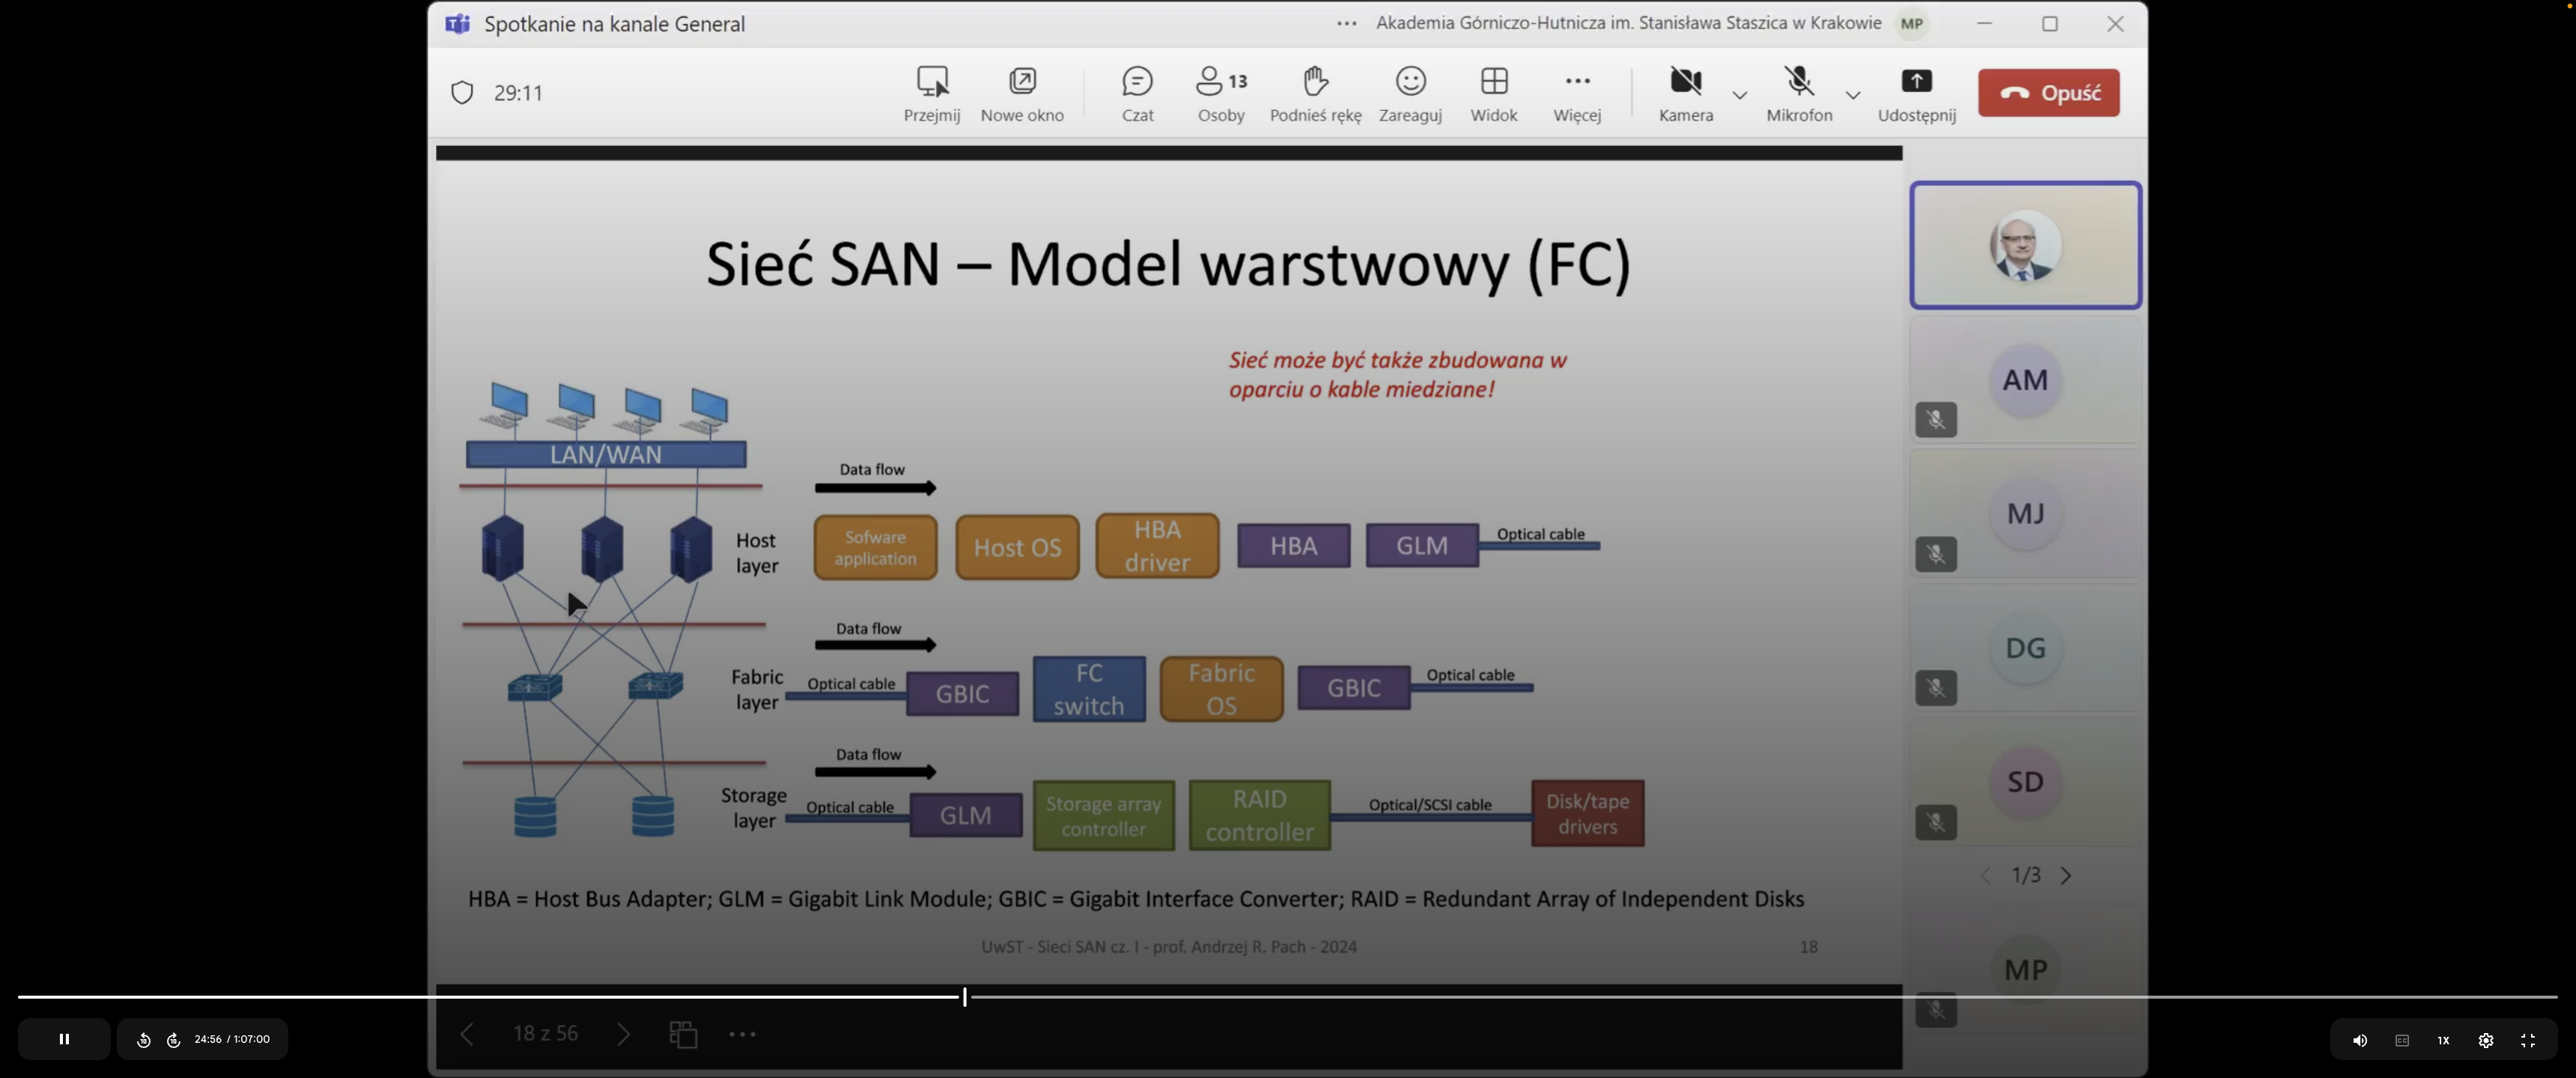 Spotkanie na kanale General
Akademia Górniczo-Hutnicza im. Stanisława Staszica w Krakowie MP
29:11
Przejmij
Nowe okno
Czat
13
Osoby
Podnieś rękę
Zareaguj
Widok
Więcej
Kamera
Mikrofon
Udostępnij
Opuść
Sieć SAN – Model warstwowy (FC)
Sieć może być także zbudowana w
oparciu o kable miedziane!
LAN/WAN
Data flow
Host
layer
Sofware
application
Host OS
HBA
driver
HBA
GLM
Optical cable
Data flow
Fabric
layer
Optical cable
GBIC
FC
switch
Fabric
OS
GBIC
Optical cable
Data flow
Storage
layer
Optical cable
GLM
Storage array
controller
RAID
controller
Optical/SCSI cable
Disk/tape
drivers
HBA = Host Bus Adapter; GLM = Gigabit Link Module; GBIC = Gigabit Interface Converter; RAID = Redundant Array of Independent Disks
UwST - Sieci SAN cz. I - prof. Andrzej R. Pach - 2024
18
AM
MJ
DG
SD
1/3
MP
18 z 56
24:56 / 1:07:00
1X